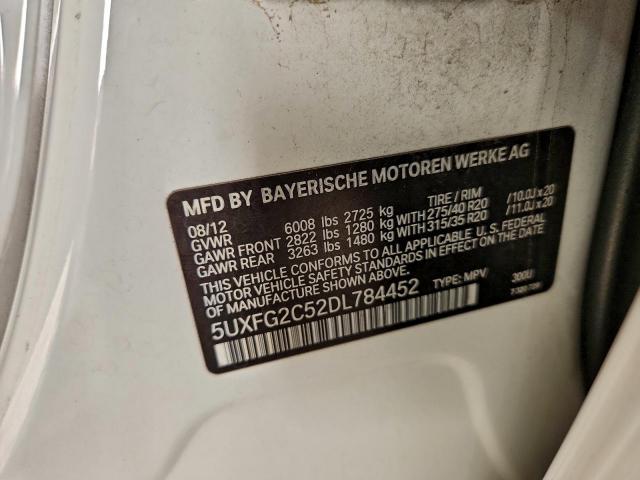 MFD BY BAYERISCHE MOTOREN WERKE AG
08/12 TIRE / RIM
GVWR 6008 lbs 2725 kg
GAWR FRONT 2822 lbs 1280 kg WITH 275/40 R20 /10.0J x 20
GAWR REAR 3263 lbs 1480 kg WITH 315/35 R20 /11.0J x 20
THIS VEHICLE CONFORMS TO ALL APPLICABLE U. S. FEDERAL
MOTOR VEHICLE SAFETY STANDARDS IN EFFECT ON THE
DATE OF MANUFACTURE SHOWN ABOVE.
5UXFG2C52DL784452 TYPE: MPV 300U